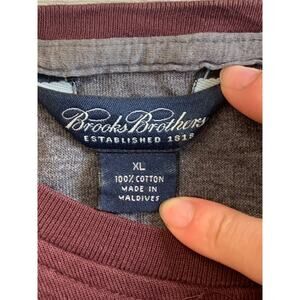 Brooks Brothers
ESTABLISHED 1818
XL
100% COTTON
MADE IN
MALDIVES